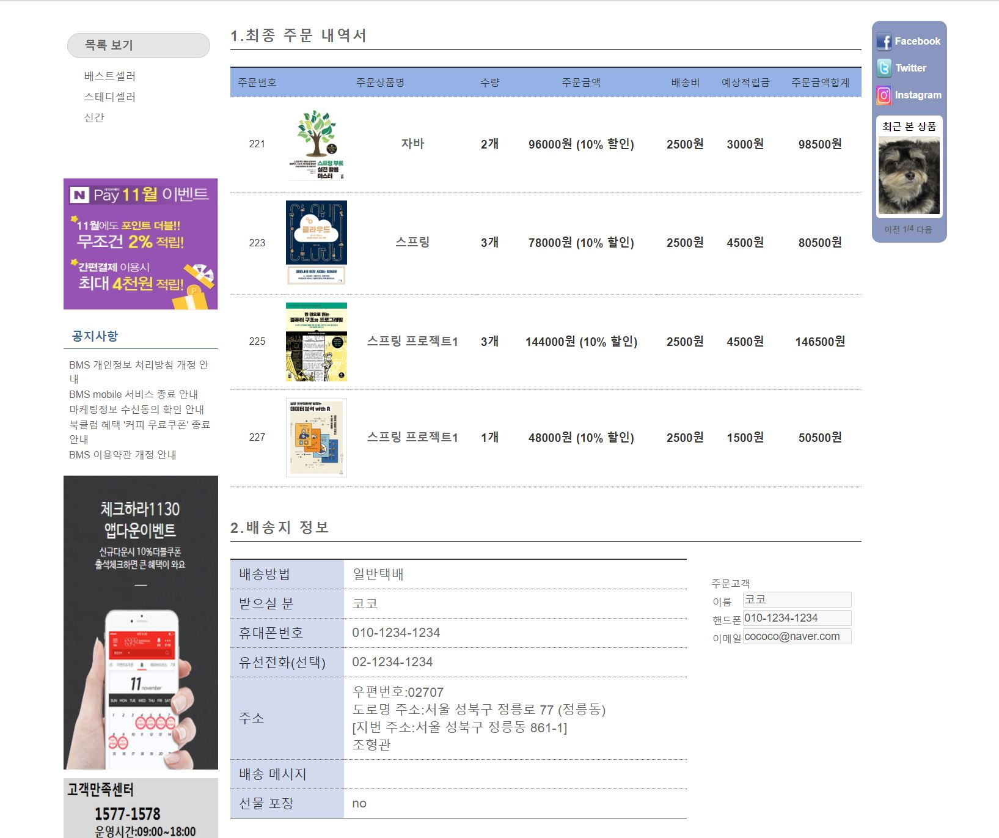 목록 보기
베스트셀러
스테디셀러
신간
N Pay 11월 이벤트
11월에도 포인트 더블!!
무조건 2% 적립!
간편결제 이용시
최대 4천원 적립!
공지사항
BMS 개인정보 처리방침 개정 안
내
BMS mobile 서비스 종료 안내
마케팅정보 수신동의 확인 안내
북클럽 혜택 '커피 무료쿠폰' 종료
안내
BMS 이용약관 개정 안내
체크하라1130
앱다운이벤트
신규다운시 10%더블쿠폰
출석체크하면 큰 혜택이 와요
11 november
SUN MON TUE WED THU FRI SAT
고객만족센터
1577-1578
운영시간:09:00~18:00
1.최종 주문 내역서
주문번호 주문상품명 수량 주문금액 배송비 예상적립금 주문금액합계
스프링 부트
실전 활용
마스터
221 자바 2개 96000원 (10% 할인) 2500원 3000원 98500원
클라우드
223 스프링 3개 78000원 (10% 할인) 2500원 4500원 80500원
한 권으로 읽는
컴퓨터 구조와 프로그래밍
225 스프링 프로젝트1 3개 144000원 (10% 할인) 2500원 4500원 146500원
실무 프로젝트로 배우는
데이터 분석 with R
227 스프링 프로젝트1 1개 48000원 (10% 할인) 2500원 1500원 50500원
2.배송지 정보
배송방법 일반택배
받으실 분 코코
휴대폰번호 010-1234-1234
유선전화(선택) 02-1234-1234
주소 우편번호:02707
도로명 주소:서울 성북구 정릉로 77 (정릉동)
[지번 주소:서울 성북구 정릉동 861-1]
조형관
배송 메시지
선물 포장 no
주문고객
이름 코코
핸드폰 010-1234-1234
이메일 cococo@naver.com
Facebook
Twitter
Instagram
최근 본 상품
이전 1/4 다음